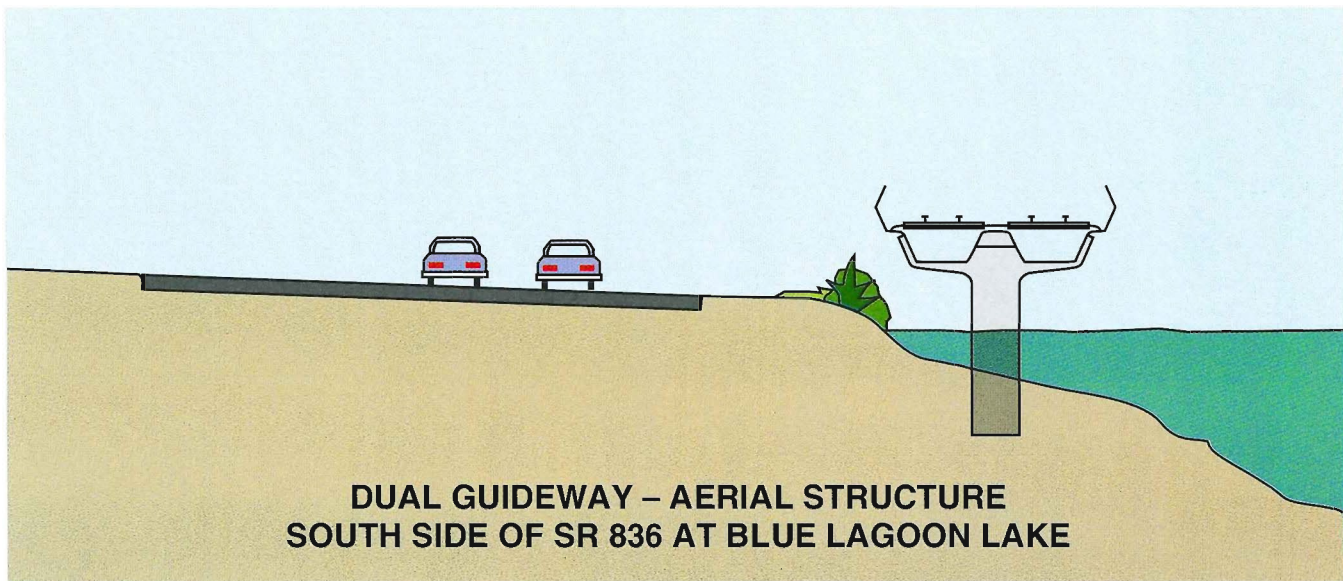 DUAL GUIDEWAY – AERIAL STRUCTURE
SOUTH SIDE OF SR 836 AT BLUE LAGOON LAKE